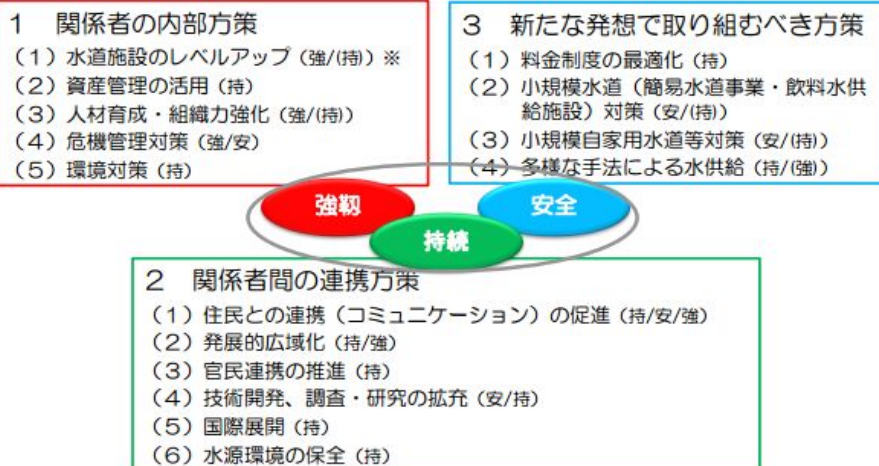 1 関係者の内部方策
（1）水道施設のレベルアップ（強/(持)）※
（2）資産管理の活用（持）
（3）人材育成・組織力強化（強/(持)）
（4）危機管理対策（強/安）
（5）環境対策（持）
3 新たな発想で取り組むべき方策
（1）料金制度の最適化（持）
（2）小規模水道（簡易水道事業・飲料水供
給施設）対策（安/(持)）
（3）小規模自家用水道等対策（安/(持)）
（4）多様な手法による水供給（持/(強)）
強靱
安全
持続
2 関係者間の連携方策
（1）住民との連携（コミュニケーション）の促進（持/安/強）
（2）発展的広域化（持/強）
（3）官民連携の推進（持）
（4）技術開発、調査・研究の拡充（安/持）
（5）国際展開（持）
（6）水源環境の保全（持）